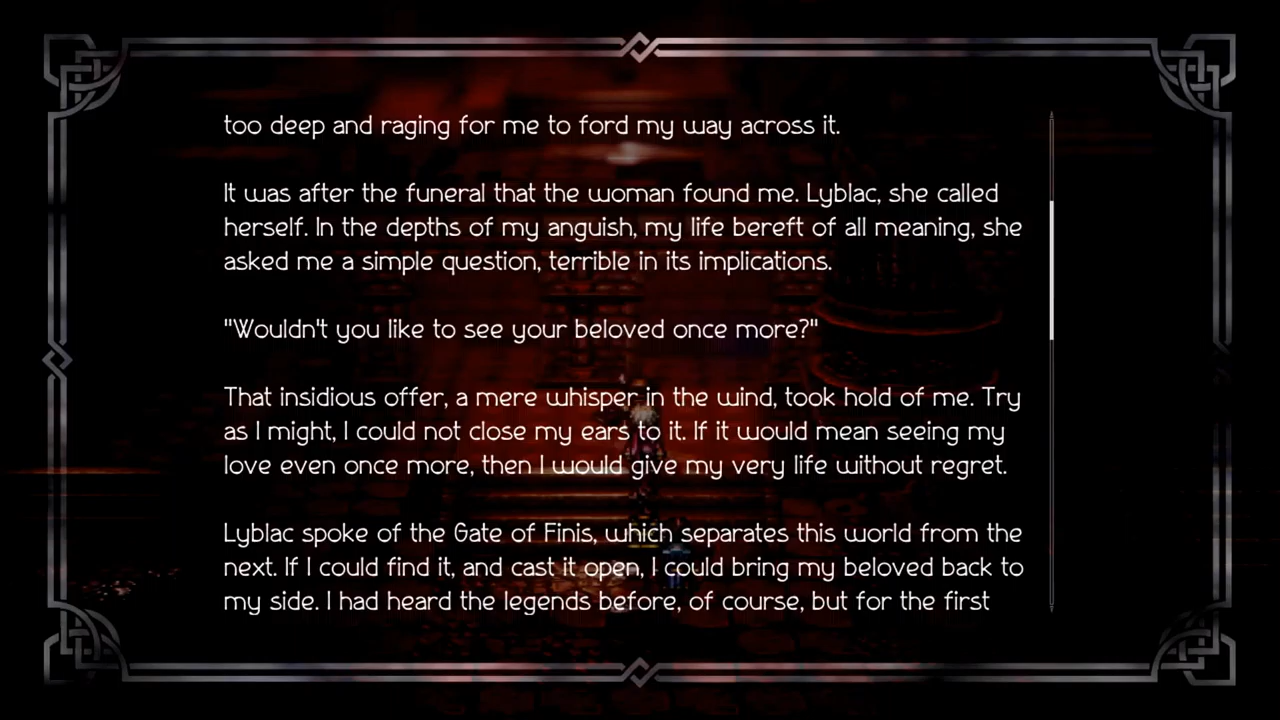 too deep and raging for me to ford my way across it.
It was after the funeral that the woman found me. Lyblac, she called
herself. In the depths of my anguish, my life bereft of all meaning, she
asked me a simple question, terrible in its implications.
"Wouldn't you like to see your beloved once more?"
That insidious offer, a mere whisper in the wind, took hold of me. Try
as I might, I could not close my ears to it. If it would mean seeing my
love even once more, then I would give my very life without regret.
Lyblac spoke of the Gate of Finis, which separates this world from the
next. If I could find it, and cast it open, I could bring my beloved back to
my side. I had heard the legends before, of course, but for the first